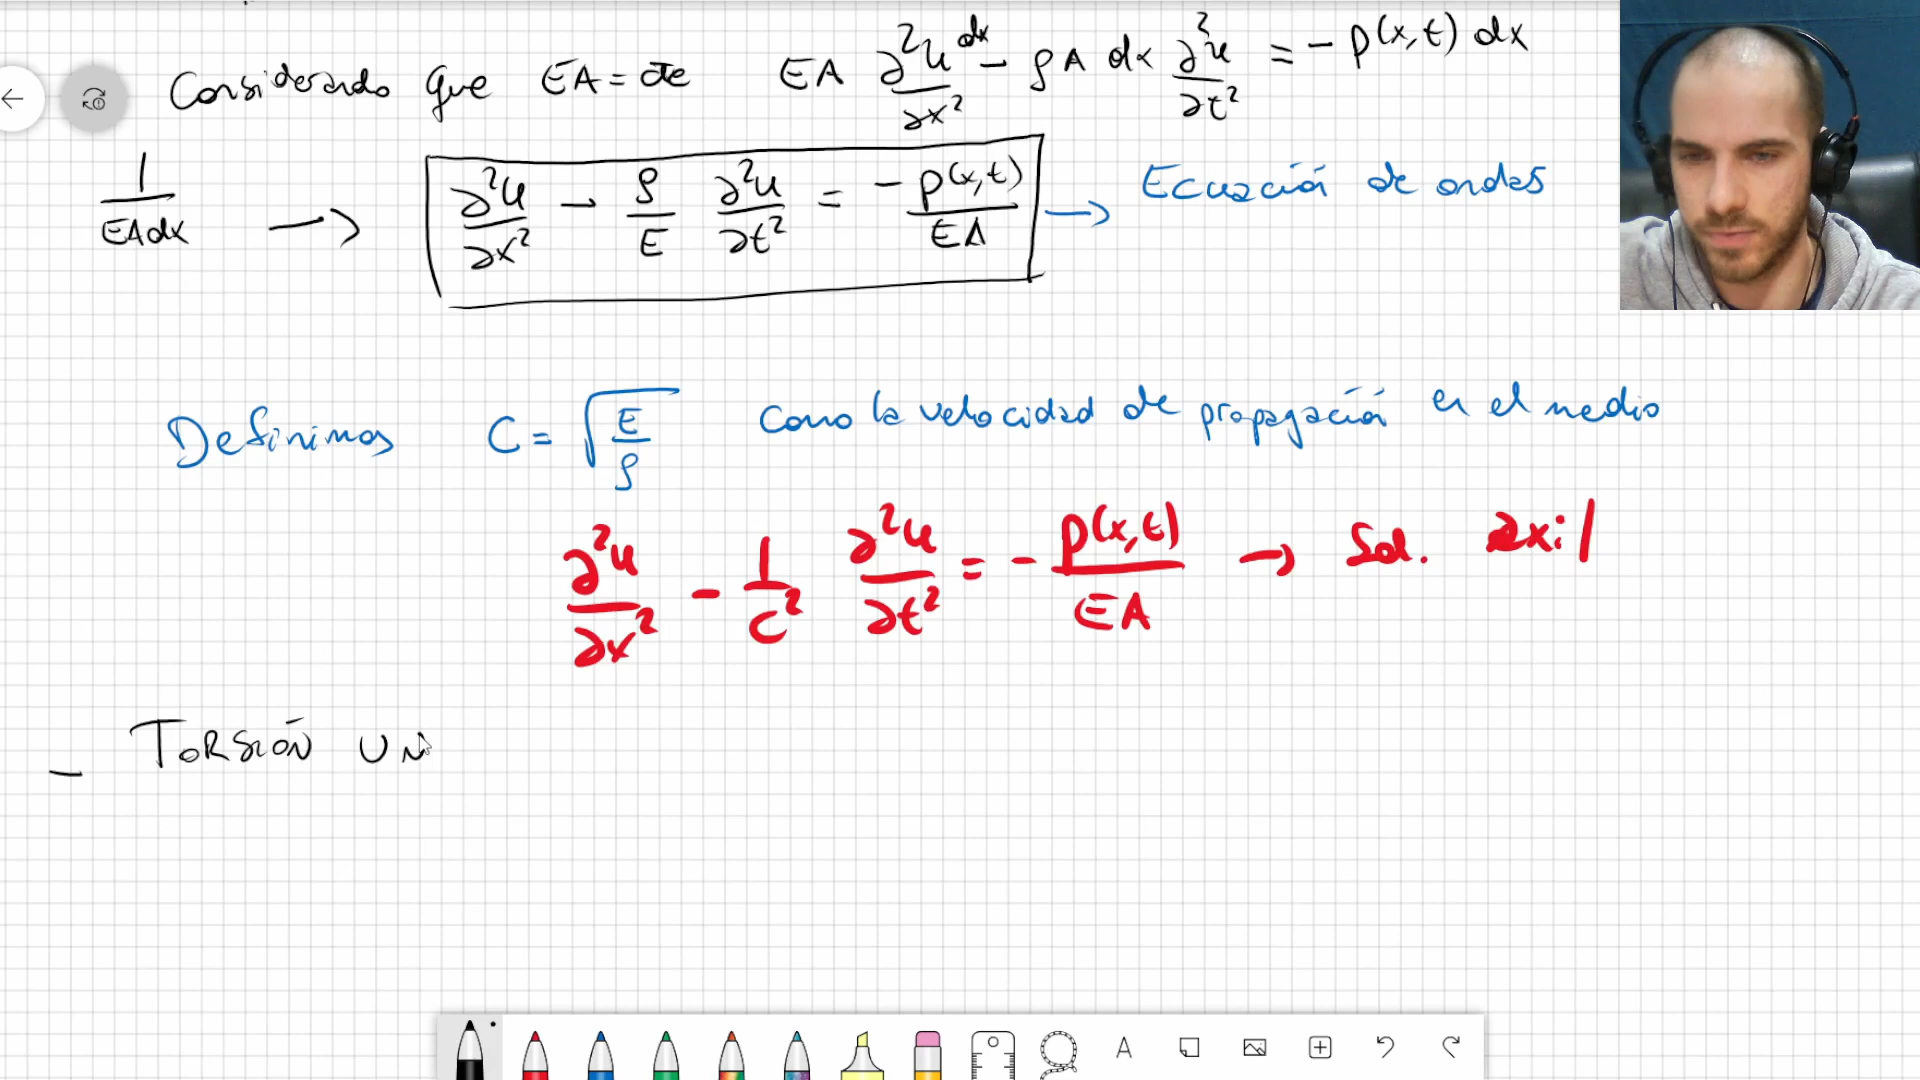 Considerando que EA = cte EA ∂²u/∂x² dx - ρA dx ∂²u/∂t² = - p(x,t) dx
1/EAdx → ∂²u/∂x² - ρ/E ∂²u/∂t² = - p(x,t)/EA → Ecuación de ondas
Definimos C = √(E/ρ) como la velocidad de propagación en el medio
∂²u/∂x² - 1/c² ∂²u/∂t² = - p(x,t)/EA → Sol. axil
- TORSIÓN UNI
A